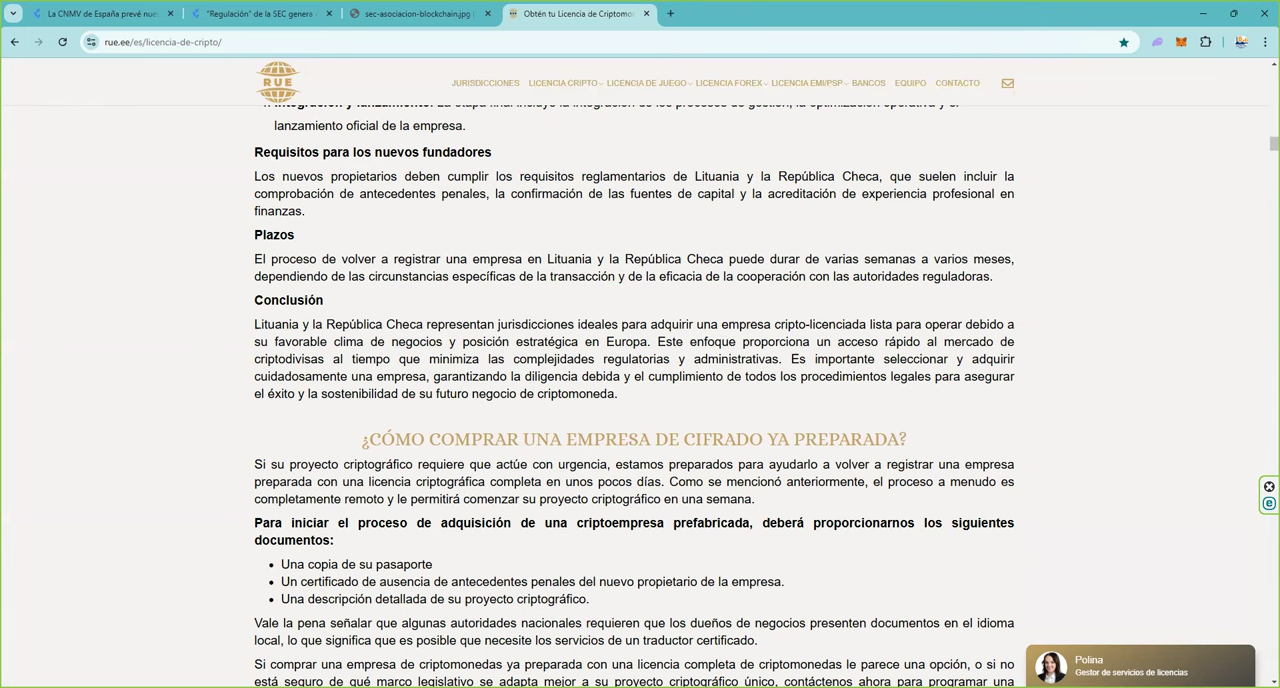 La CNMV de España prevé nue
"Regulación" de la SEC genera
sec-asociacion-blockchain.jpg
Obtén tu Licencia de Criptomo
rue.ee/es/licencia-de-cripto/
RUE
JURISDICCIONES LICENCIA CRIPTO LICENCIA DE JUEGO LICENCIA FOREX LICENCIA EMI/PSP BANCOS EQUIPO CONTACTO
lanzamiento oficial de la empresa.
Requisitos para los nuevos fundadores
Los nuevos propietarios deben cumplir los requisitos reglamentarios de Lituania y la República Checa, que suelen incluir la
comprobación de antecedentes penales, la confirmación de las fuentes de capital y la acreditación de experiencia profesional en
finanzas.
Plazos
El proceso de volver a registrar una empresa en Lituania y la República Checa puede durar de varias semanas a varios meses,
dependiendo de las circunstancias específicas de la transacción y de la eficacia de la cooperación con las autoridades reguladoras.
Conclusión
Lituania y la República Checa representan jurisdicciones ideales para adquirir una empresa cripto-licenciada lista para operar debido a
su favorable clima de negocios y posición estratégica en Europa. Este enfoque proporciona un acceso rápido al mercado de
criptodivisas al tiempo que minimiza las complejidades regulatorias y administrativas. Es importante seleccionar y adquirir
cuidadosamente una empresa, garantizando la diligencia debida y el cumplimiento de todos los procedimientos legales para asegurar
el éxito y la sostenibilidad de su futuro negocio de criptomoneda.
¿CÓMO COMPRAR UNA EMPRESA DE CIFRADO YA PREPARADA?
Si su proyecto criptográfico requiere que actúe con urgencia, estamos preparados para ayudarlo a volver a registrar una empresa
preparada con una licencia criptográfica completa en unos pocos días. Como se mencionó anteriormente, el proceso a menudo es
completamente remoto y le permitirá comenzar su proyecto criptográfico en una semana.
Para iniciar el proceso de adquisición de una criptoempresa prefabricada, deberá proporcionarnos los siguientes
documentos:
Una copia de su pasaporte
Un certificado de ausencia de antecedentes penales del nuevo propietario de la empresa.
Una descripción detallada de su proyecto criptográfico.
Vale la pena señalar que algunas autoridades nacionales requieren que los dueños de negocios presenten documentos en el idioma
local, lo que significa que es posible que necesite los servicios de un traductor certificado.
Si comprar una empresa de criptomonedas ya preparada con una licencia completa de criptomonedas le parece una opción, o si no
está seguro de qué marco legislativo se adapta mejor a su proyecto criptográfico único, contáctenos ahora para programar una
Polina
Gestor de servicios de licencias